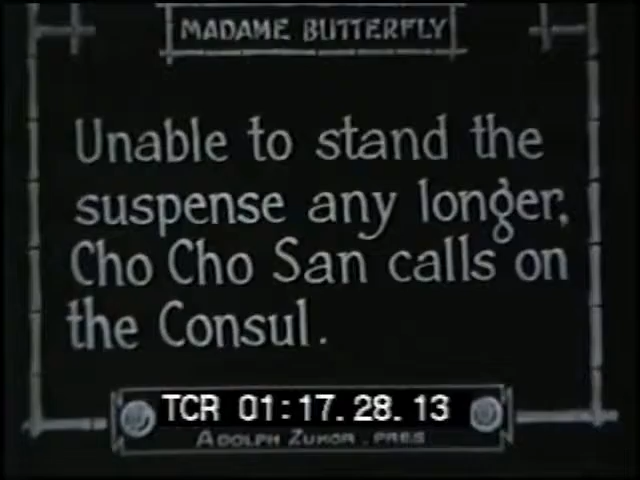 MADAME BUTTERFLY
Unable to stand the
suspense any longer,
Cho Cho San calls on
the Consul.
TCR 01:17.28.13
ADOLPH ZUKOR . PRES